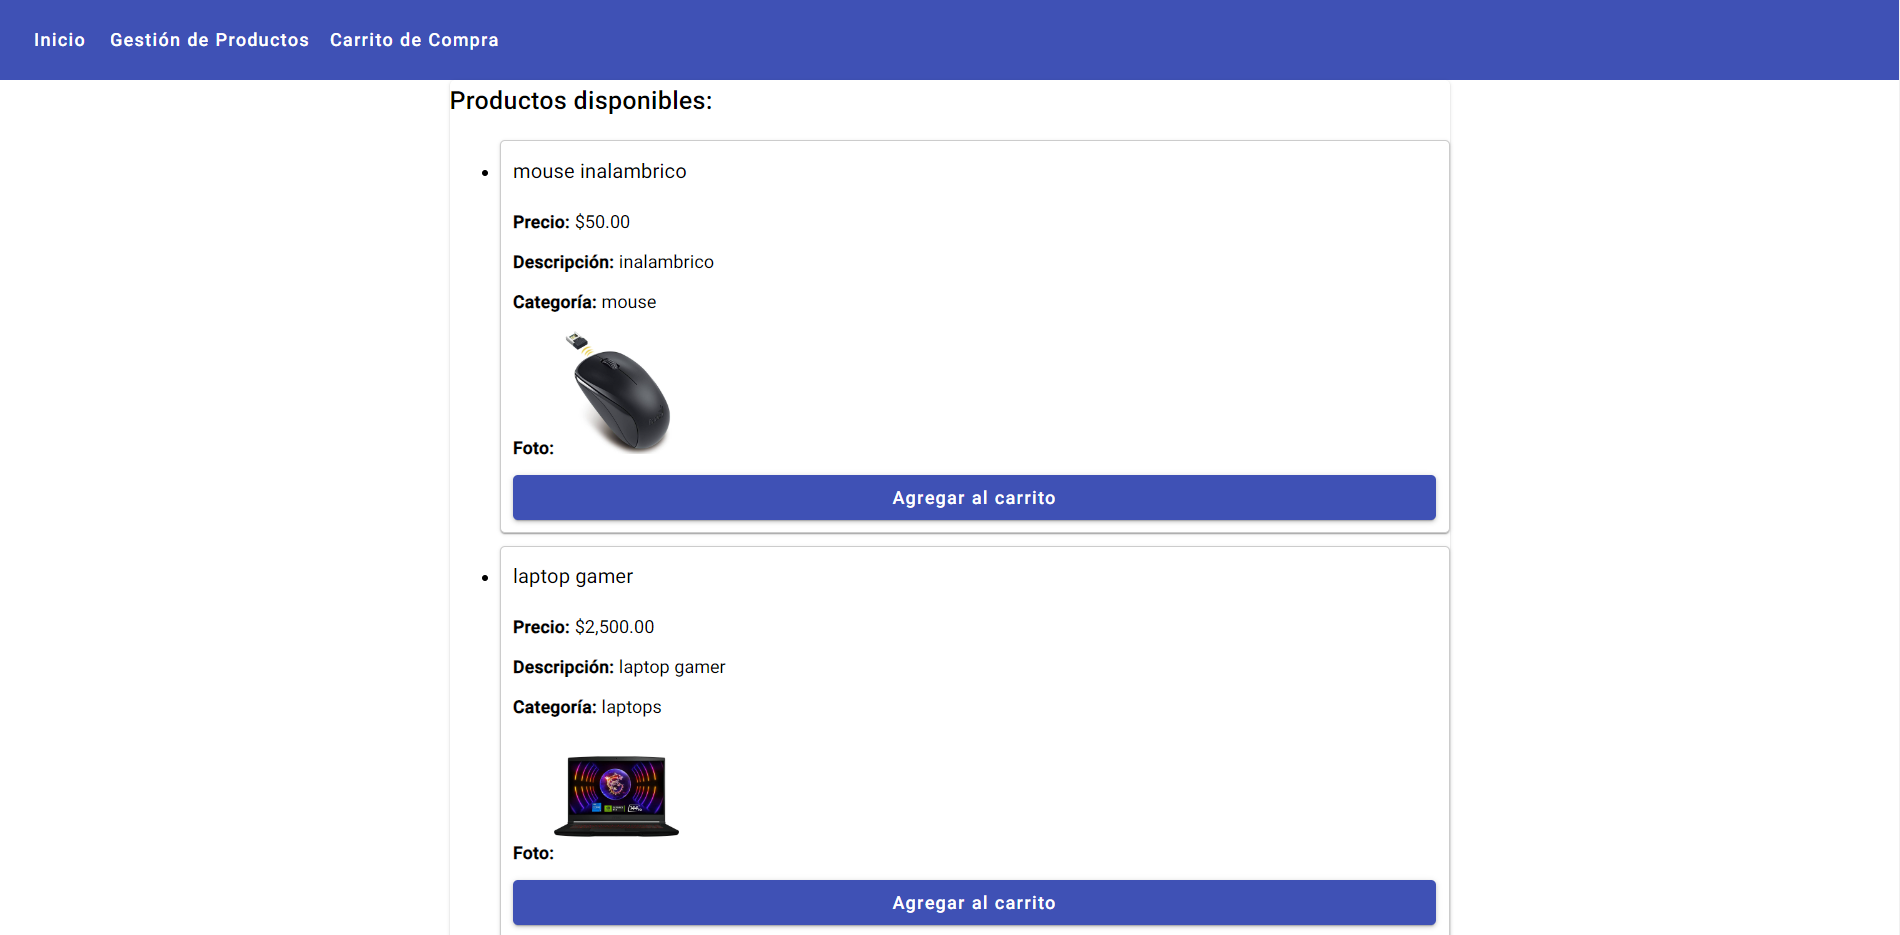 Inicio Gestión de Productos Carrito de Compra
Productos disponibles:
mouse inalambrico
Precio: $50.00
Descripción: inalambrico
Categoría: mouse
Foto:
Agregar al carrito
laptop gamer
Precio: $2,500.00
Descripción: laptop gamer
Categoría: laptops
Foto:
Agregar al carrito